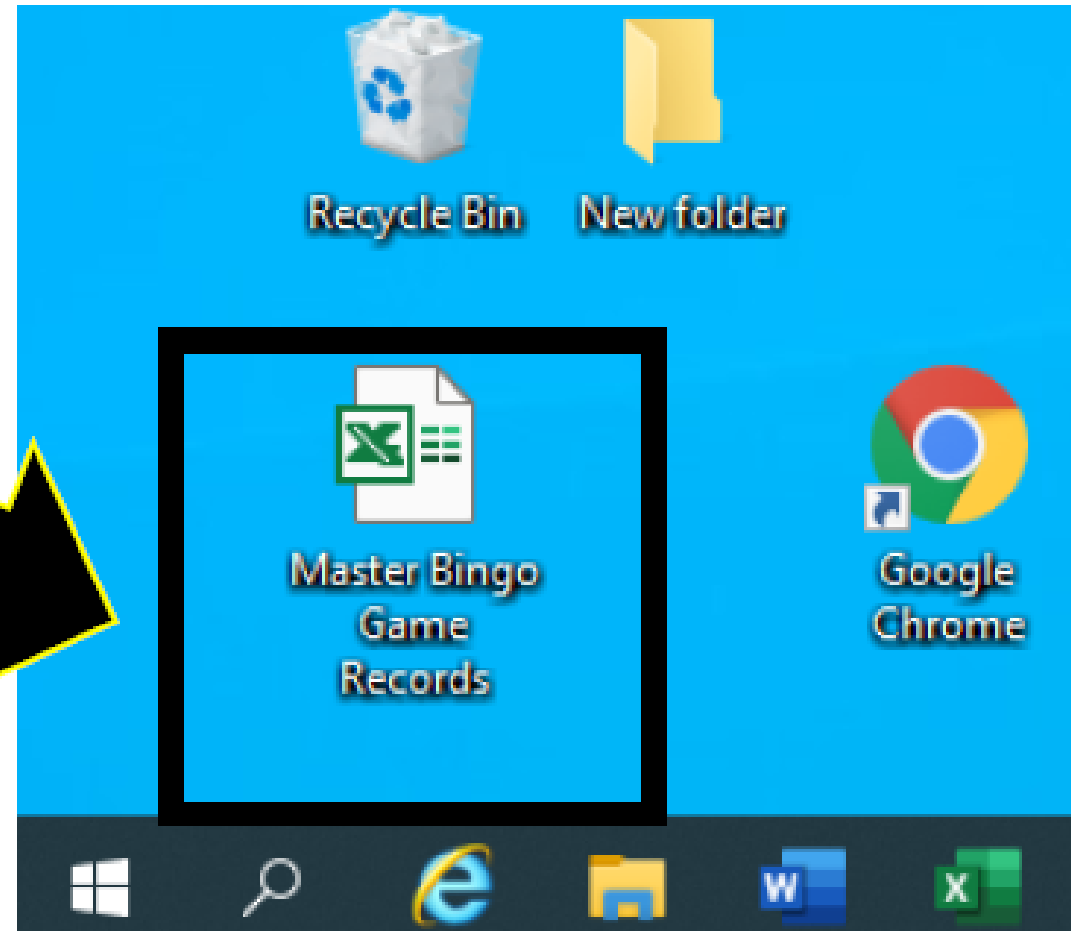 Recycle Bin
New folder
Master Bingo
Game
Records
Google
Chrome
W
X